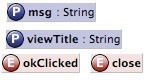 P msg : String
P viewTitle : String
E okClicked E close